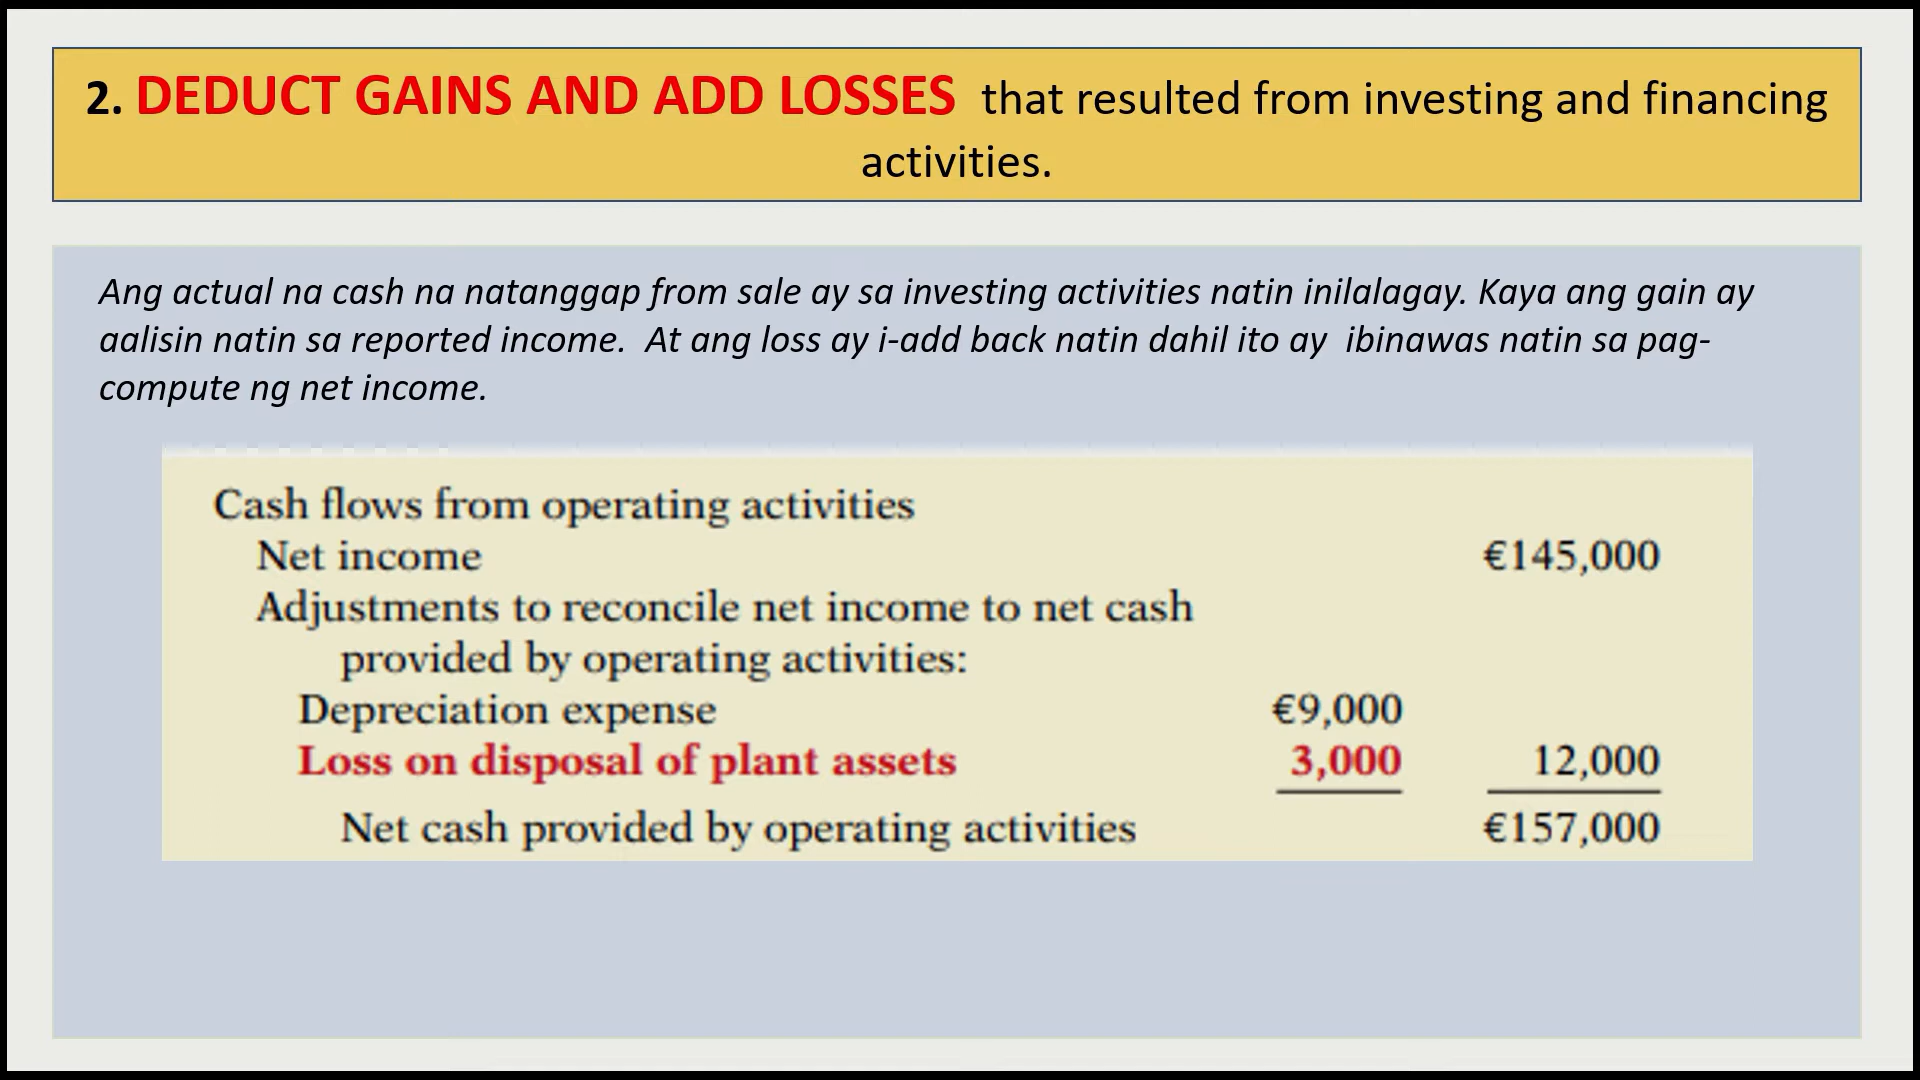 2. DEDUCT GAINS AND ADD LOSSES that resulted from investing and financing
activities.
Ang actual na cash na natanggap from sale ay sa investing activities natin inilalagay. Kaya ang gain ay
aalisin natin sa reported income. At ang loss ay i-add back natin dahil ito ay ibinawas natin sa pag-
compute ng net income.
Cash flows from operating activities
Net income €145,000
Adjustments to reconcile net income to net cash
provided by operating activities:
Depreciation expense €9,000
Loss on disposal of plant assets 3,000 12,000
Net cash provided by operating activities €157,000